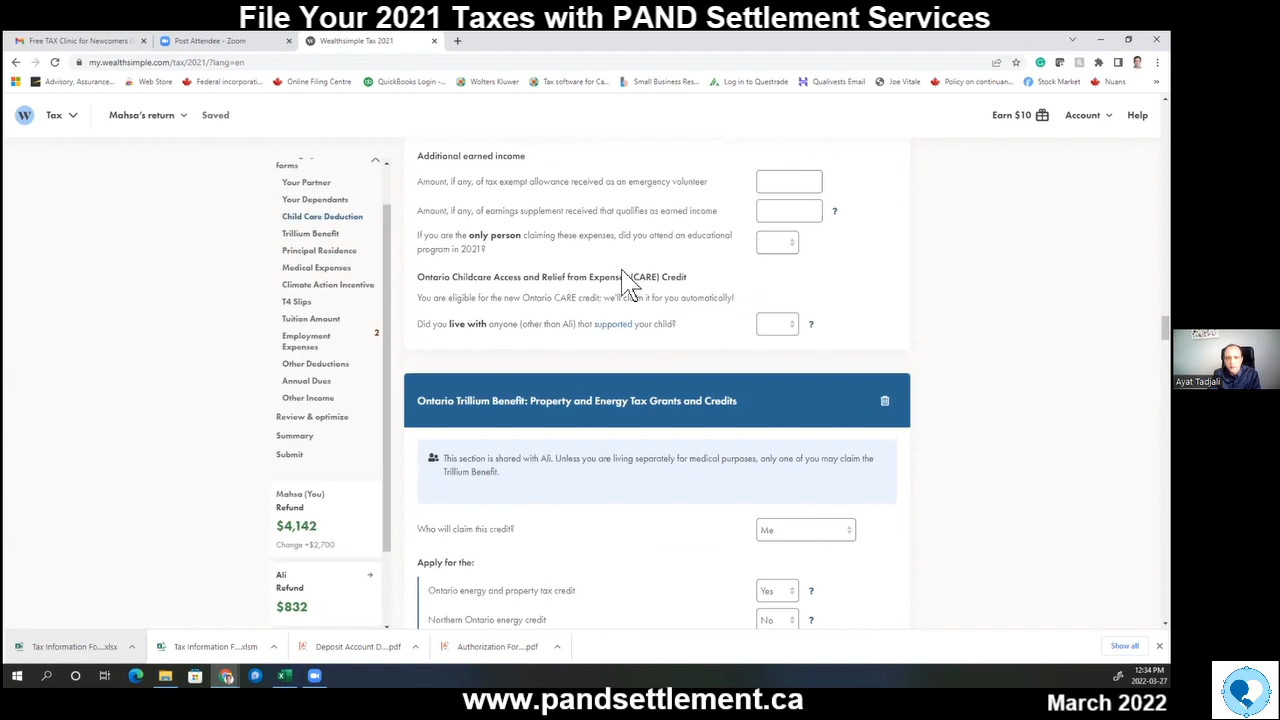 File Your 2021 Taxes with PAND Settlement Services
Free TAX Clinic for Newcomers
Post Attendee - Zoom
Wealthsimple Tax 2021
my.wealthsimple.com/tax/2021/?lang=en
Advisory, Assurance...
Web Store
Federal incorporati...
Online Filing Centre
QuickBooks Login -...
Wolters Kluwer
Tax software for Ca...
Small Business Res...
Log in to Questrade
Qualivests Email
Joe Vitale
Policy on continuan...
Stock Market
Nuans
Tax
Mahsa's return
Saved
Earn $10
Account
Help
forms
Your Partner
Your Dependants
Child Care Deduction
Trillium Benefit
Principal Residence
Medical Expenses
Climate Action Incentive
T4 Slips
Tuition Amount
Employment
Expenses
2
Other Deductions
Annual Dues
Other Income
Review & optimize
Summary
Submit
Mahsa (You)
Refund
$4,142
Change +$2,700
Ali
Refund
$832
Additional earned income
Amount, if any, of tax exempt allowance received as an emergency volunteer
Amount, if any, of earnings supplement received that qualifies as earned income ?
If you are the only person claiming these expenses, did you attend an educational
program in 2021?
Ontario Childcare Access and Relief from Expenses (CARE) Credit
You are eligible for the new Ontario CARE credit; we'll claim it for you automatically!
Did you live with anyone (other than Ali) that supported your child? ?
Ontario Trillium Benefit: Property and Energy Tax Grants and Credits
This section is shared with Ali. Unless you are living separately for medical purposes, only one of you may claim the
Trillium Benefit.
Who will claim this credit? Me
Apply for the:
Ontario energy and property tax credit Yes ?
Northern Ontario energy credit No ?
Ayat Tadjali
Tax Information Fo....xlsx
Tax Information F....xlsm
Deposit Account D....pdf
Authorization For....pdf
Show all
12:34 PM
2022-03-27
www.pandsettlement.ca
March 2022